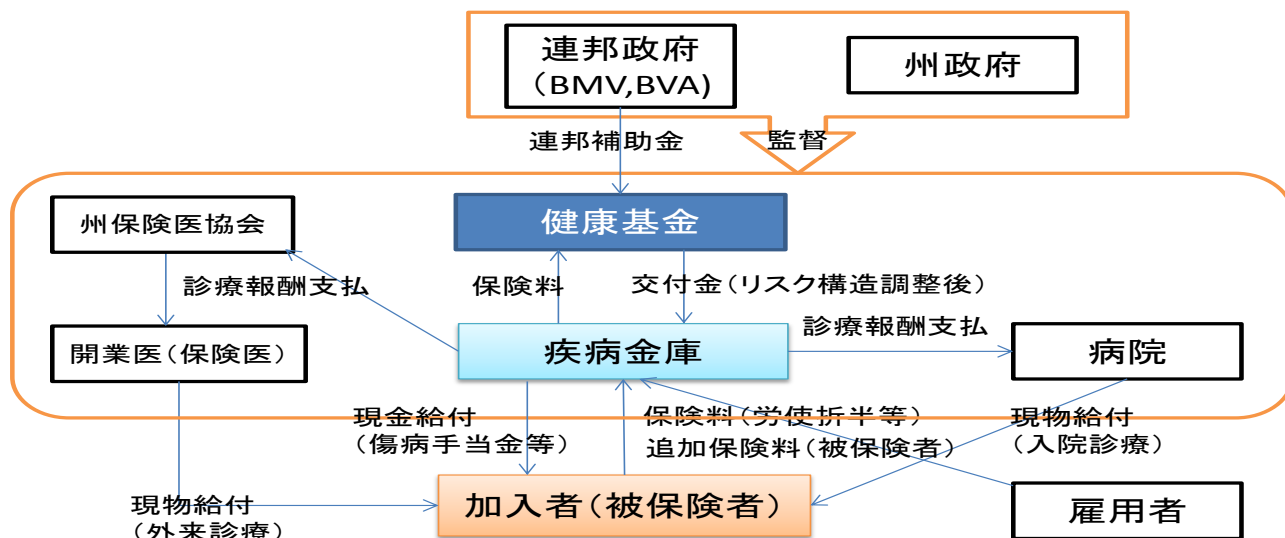 連邦政府
(BMV,BVA)
州政府
連邦補助金
監督
州保険医協会
健康基金
診療報酬支払
保険料
交付金(リスク構造調整後)
診療報酬支払
開業医(保険医)
疾病金庫
病院
現金給付
(傷病手当金等)
保険料(労使折半等)
追加保険料(被保険者)
現物給付
(入院診療)
現物給付
(外来診療)
加入者(被保険者)
雇用者